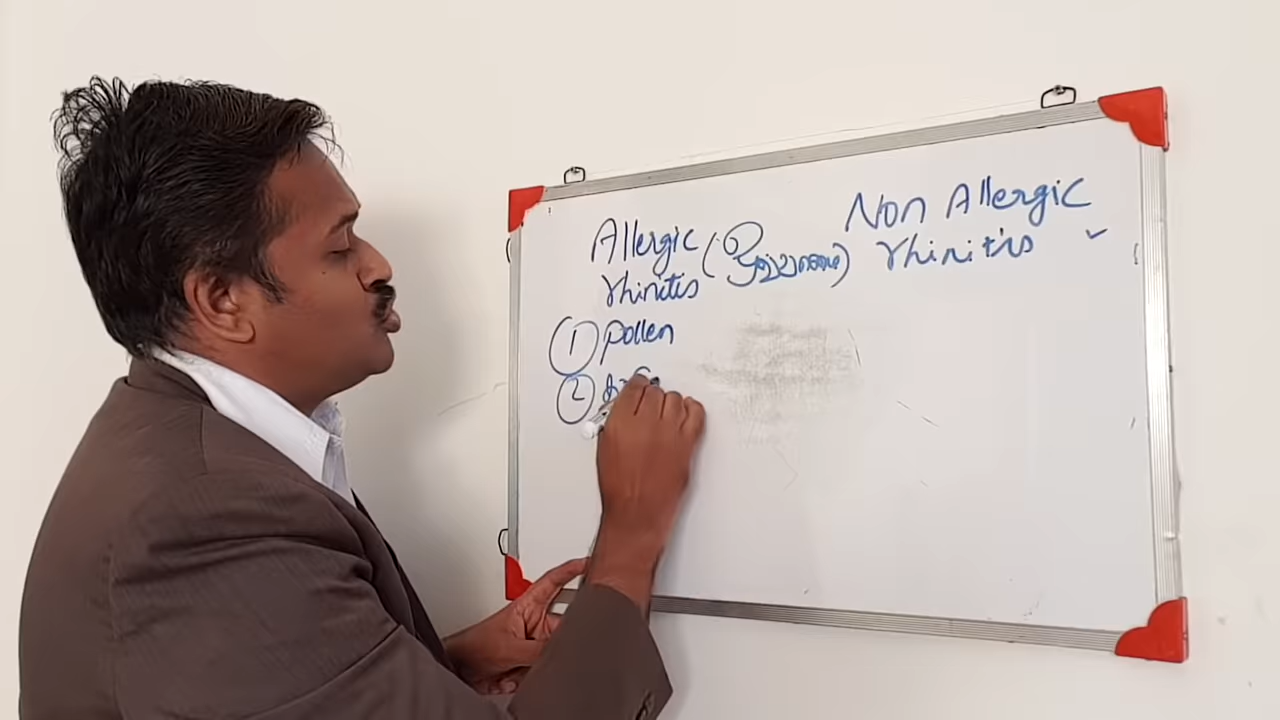 Allergic
rhinitis
Non Allergic
rhinitis
① pollen
②